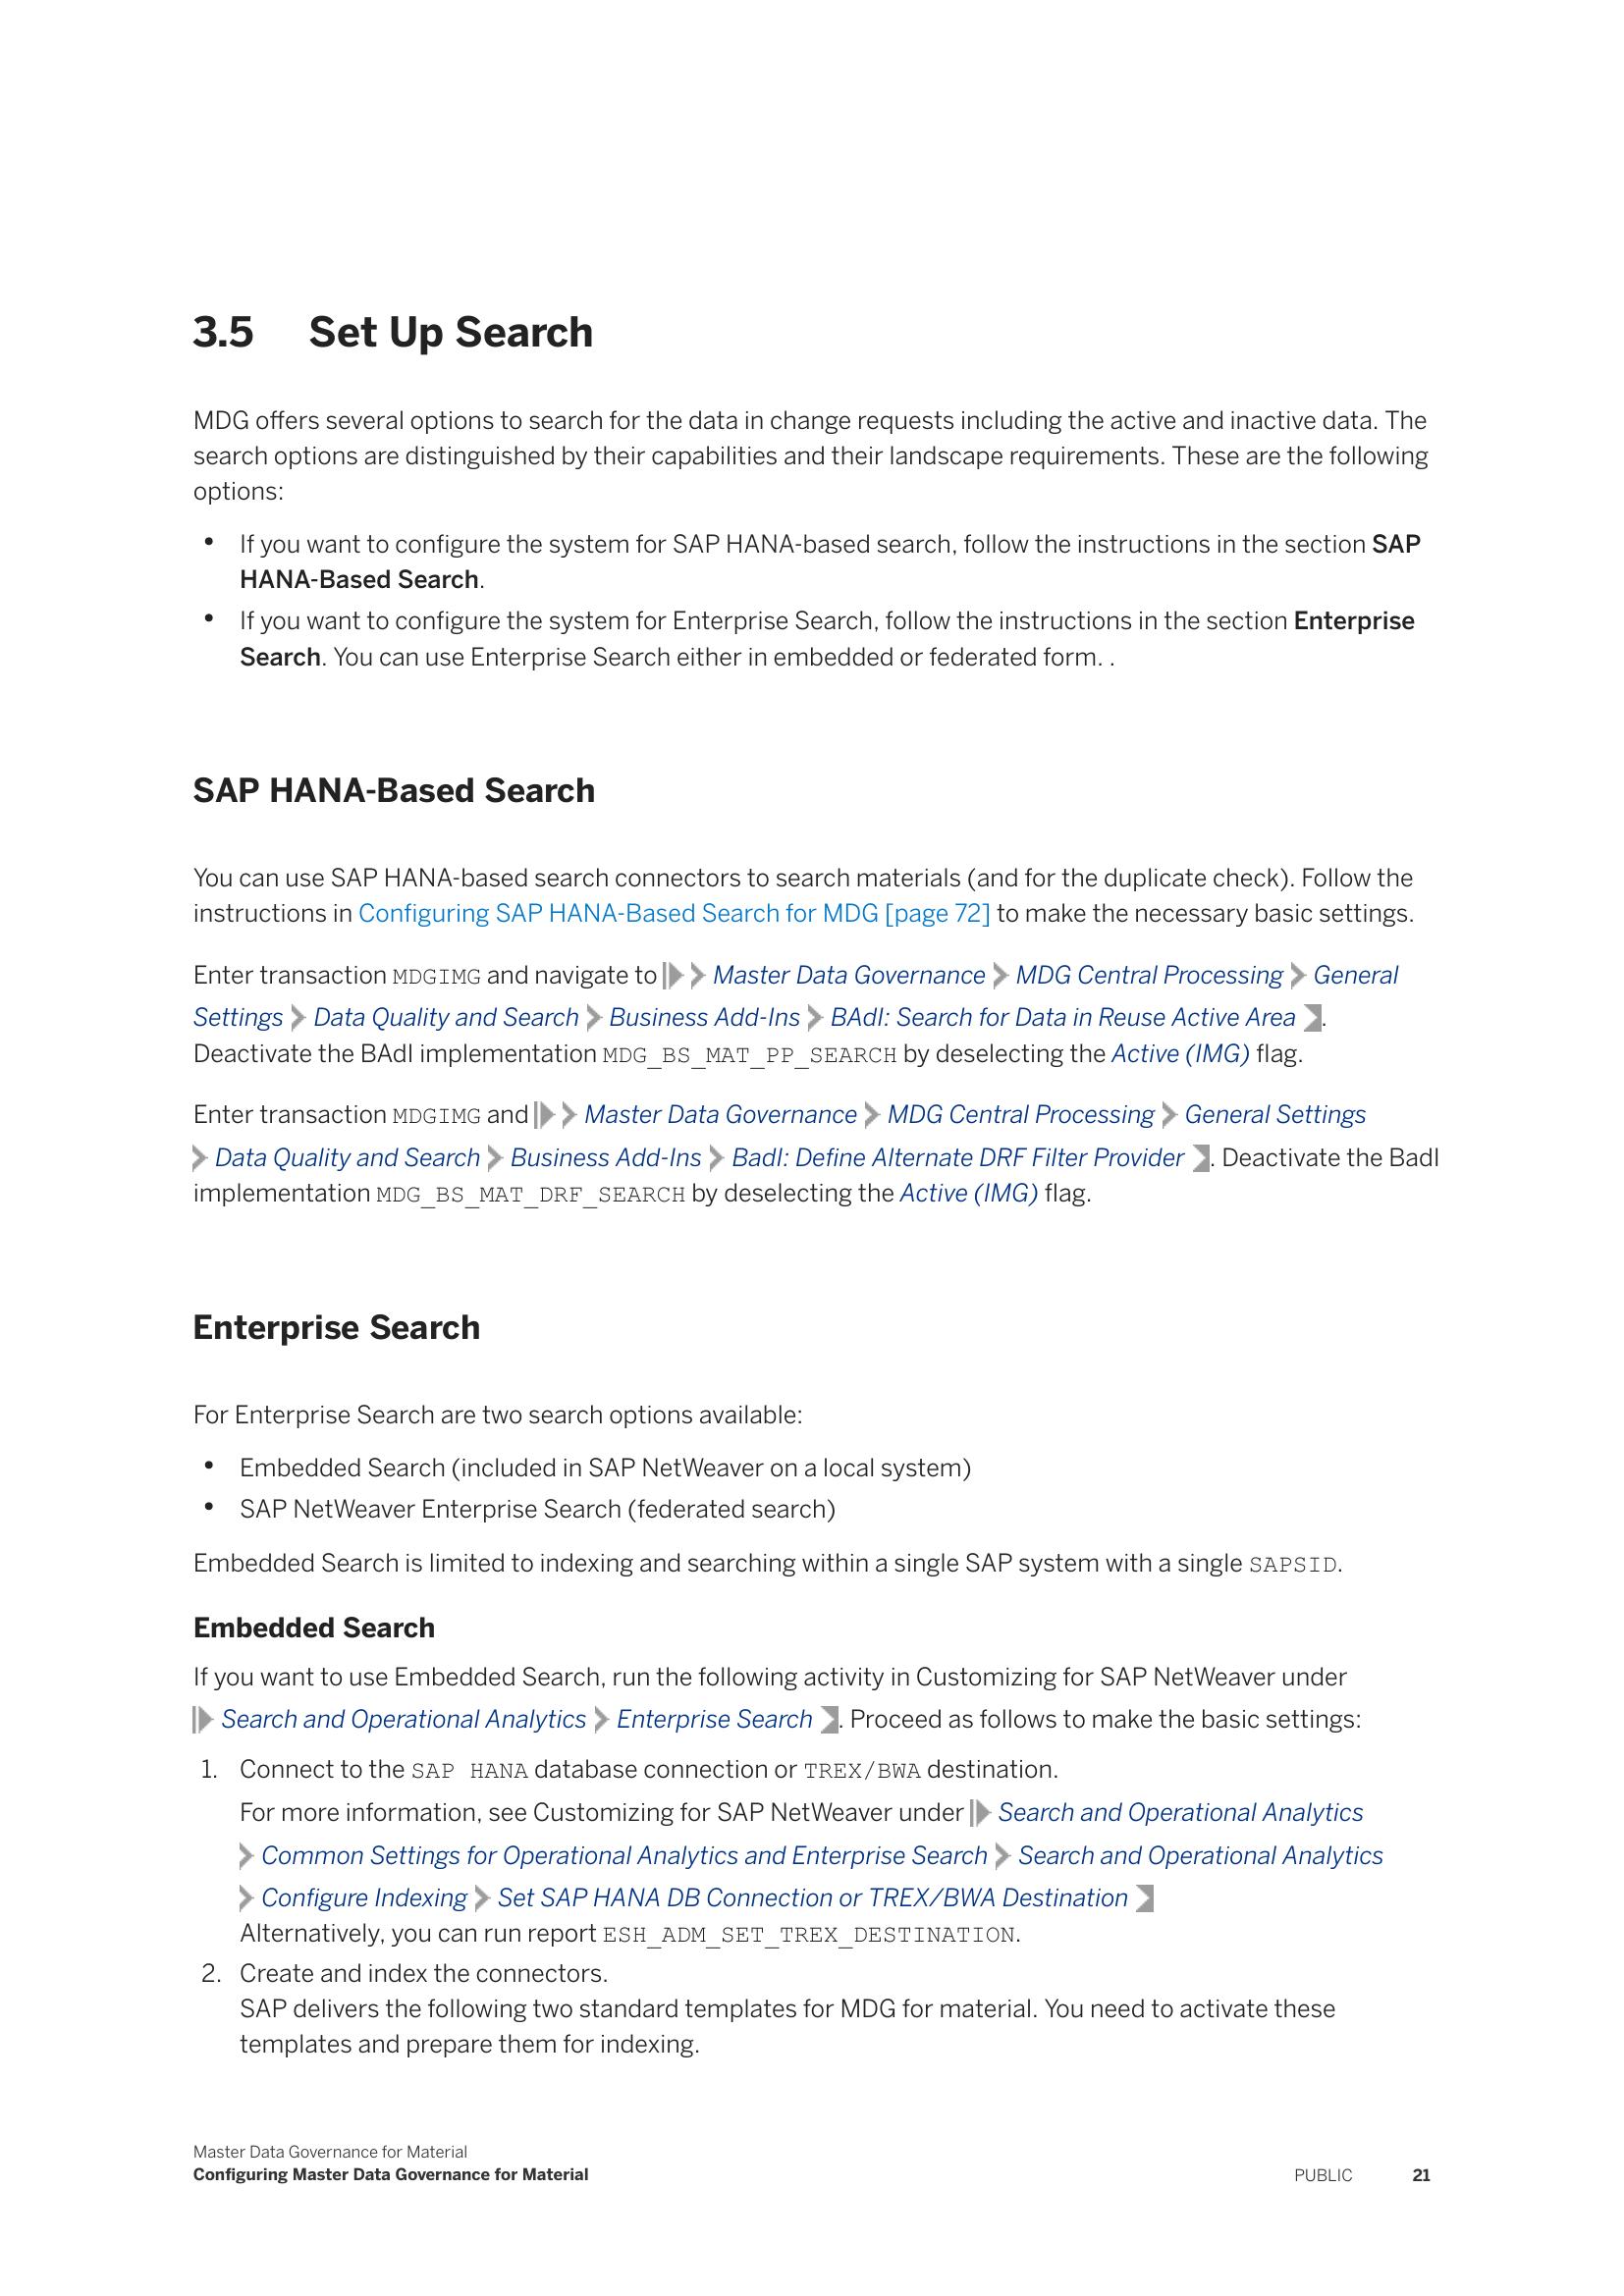 3.5 Set Up Search
MDG offers several options to search for the data in change requests including the active and inactive data. The
search options are distinguished by their capabilities and their landscape requirements. These are the following
options:
• If you want to configure the system for SAP HANA-based search, follow the instructions in the section SAP
HANA-Based Search.
• If you want to configure the system for Enterprise Search, follow the instructions in the section Enterprise
Search. You can use Enterprise Search either in embedded or federated form. .
SAP HANA-Based Search
You can use SAP HANA-based search connectors to search materials (and for the duplicate check). Follow the
instructions in Configuring SAP HANA-Based Search for MDG [page 72] to make the necessary basic settings.
Enter transaction MDGIMG and navigate to Master Data Governance MDG Central Processing General
Settings Data Quality and Search Business Add-Ins BAdI: Search for Data in Reuse Active Area .
Deactivate the BAdI implementation MDG_BS_MAT_PP_SEARCH by deselecting the Active (IMG) flag.
Enter transaction MDGIMG and Master Data Governance MDG Central Processing General Settings
Data Quality and Search Business Add-Ins BadI: Define Alternate DRF Filter Provider . Deactivate the BadI
implementation MDG_BS_MAT_DRF_SEARCH by deselecting the Active (IMG) flag.
Enterprise Search
For Enterprise Search are two search options available:
• Embedded Search (included in SAP NetWeaver on a local system)
• SAP NetWeaver Enterprise Search (federated search)
Embedded Search is limited to indexing and searching within a single SAP system with a single SAPSID.
Embedded Search
If you want to use Embedded Search, run the following activity in Customizing for SAP NetWeaver under
Search and Operational Analytics Enterprise Search . Proceed as follows to make the basic settings:
1. Connect to the SAP HANA database connection or TREX/BWA destination.
For more information, see Customizing for SAP NetWeaver under Search and Operational Analytics
Common Settings for Operational Analytics and Enterprise Search Search and Operational Analytics
Configure Indexing Set SAP HANA DB Connection or TREX/BWA Destination
Alternatively, you can run report ESH_ADM_SET_TREX_DESTINATION.
2. Create and index the connectors.
SAP delivers the following two standard templates for MDG for material. You need to activate these
templates and prepare them for indexing.
Master Data Governance for Material
Configuring Master Data Governance for Material PUBLIC 21